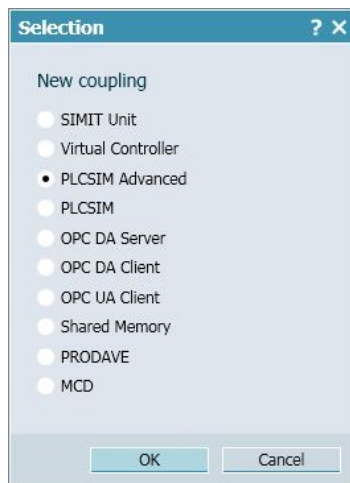 Selection ? ×
New coupling
SIMIT Unit
Virtual Controller
PLCSIM Advanced
PLCSIM
OPC DA Server
OPC DA Client
OPC UA Client
Shared Memory
PRODAVE
MCD
OK Cancel